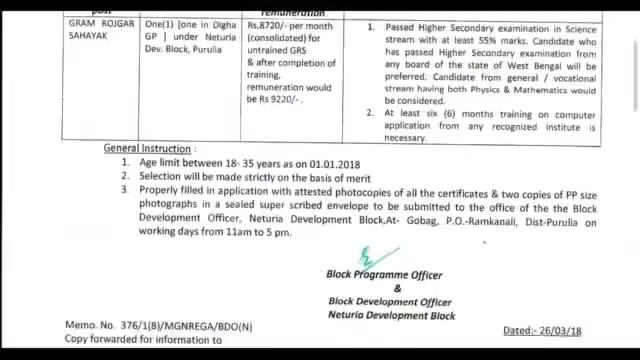 post
remuneration
GRAM ROJGAR SAHAYAK
One(1) [one in Digha GP ] under Neturia Dev. Block, Purulia
Rs.8720/- per month (consolidated) for untrained GRS & after completion of training, remuneration would be Rs 9220/-.
1. Passed Higher Secondary examination in Science
stream with at least 55% marks. Candidate who
has passed Higher Secondary examination from
any board of the state of West Bengal will be
preferred. Candidate from general / vocational
stream having both Physics & Mathematics would
be considered.
2. At least six (6) months training on computer
application from any recognized institute is
necessary.
General Instruction :
1. Age limit between 18- 35 years as on 01.01.2018
2. Selection will be made strictly on the basis of merit
3. Properly filled in application with attested photocopies of all the certificates & two copies of PP size
photographs in a sealed super scribed envelope to be submitted to the office of the the Block
Development Officer, Neturia Development Block,At- Gobag, P.O.-Ramkanali, Dist-Purulia on
working days from 11am to 5 pm.
Block Programme Officer
&
Block Development Officer
Neturia Development Block
Memo. No. 376/1(8)/MGNREGA/BDO(N)
Dated:- 26/03/18
Copy forwarded for information to